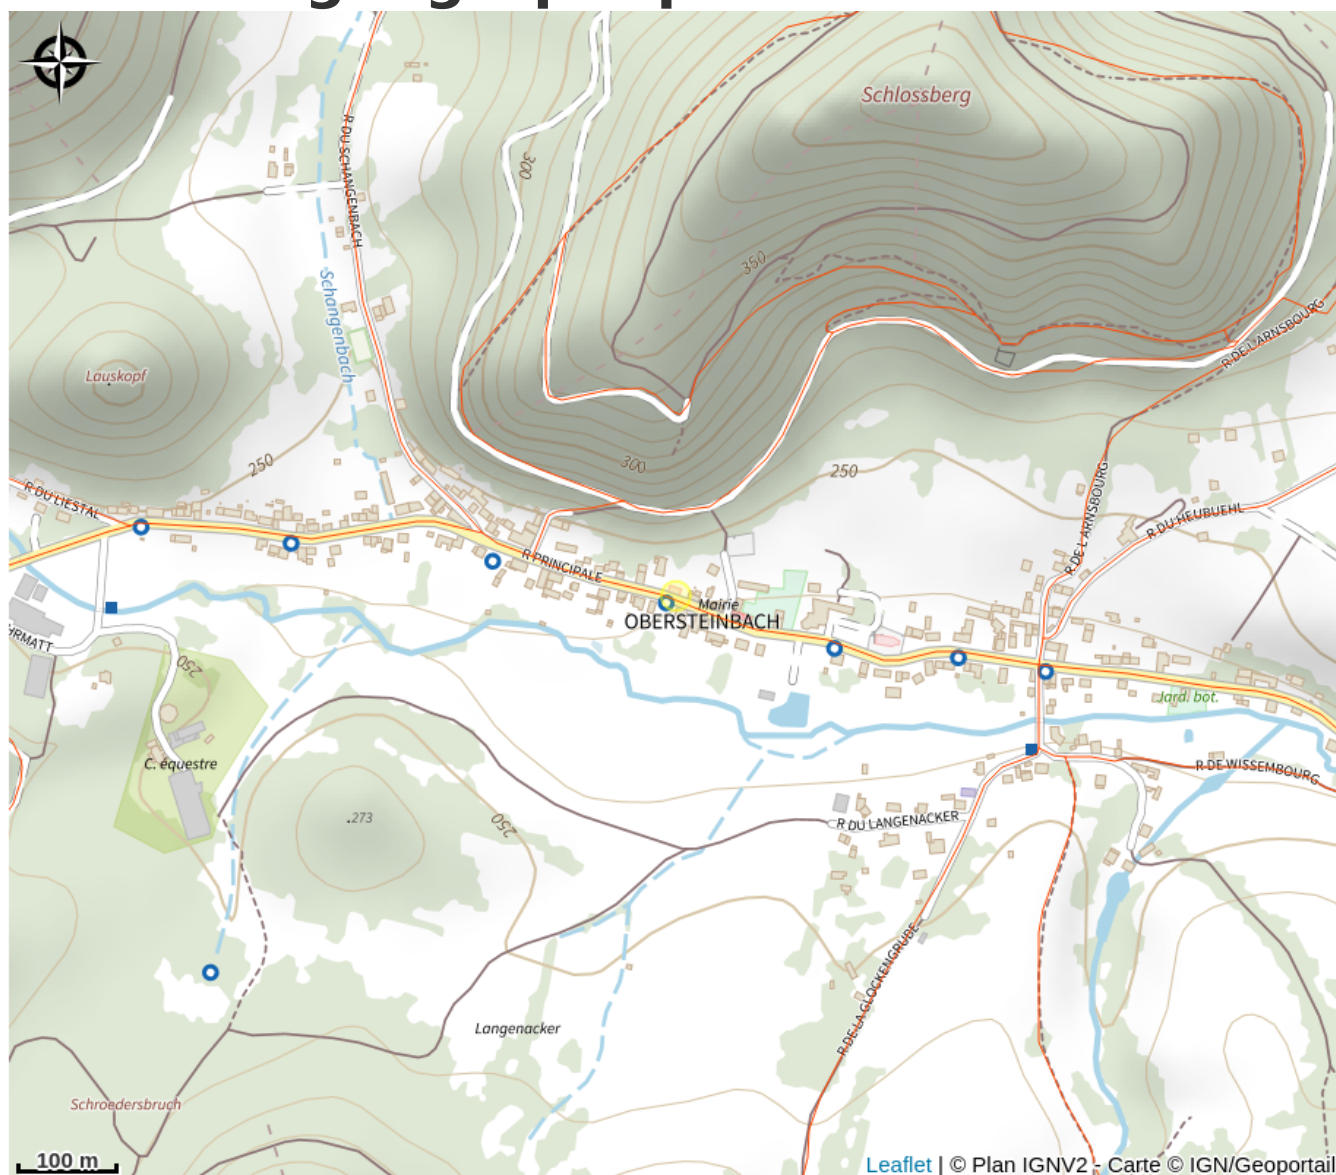 Schlossberg
R DU SCHANGENBACH
300
350
Schangenbach
R DE L'ARNSBOURG
Lauskopf
250
300
250
R DU LIESTAL
R DE L'ARNSBOURG
R DU HEUBUEHL
R PRINCIPALE
Mairie
OBERSTEINBACH
HRMATT
250
Jard. bot.
C. équestre
R DE WISSEMBOURG
.273
250
R DU LANGENACKER
R DE LA GLOCKENGRUBE
Langenacker
Schroedersbruch
100 m
Leaflet | © Plan IGNV2 - Carte © IGN/Geoportail